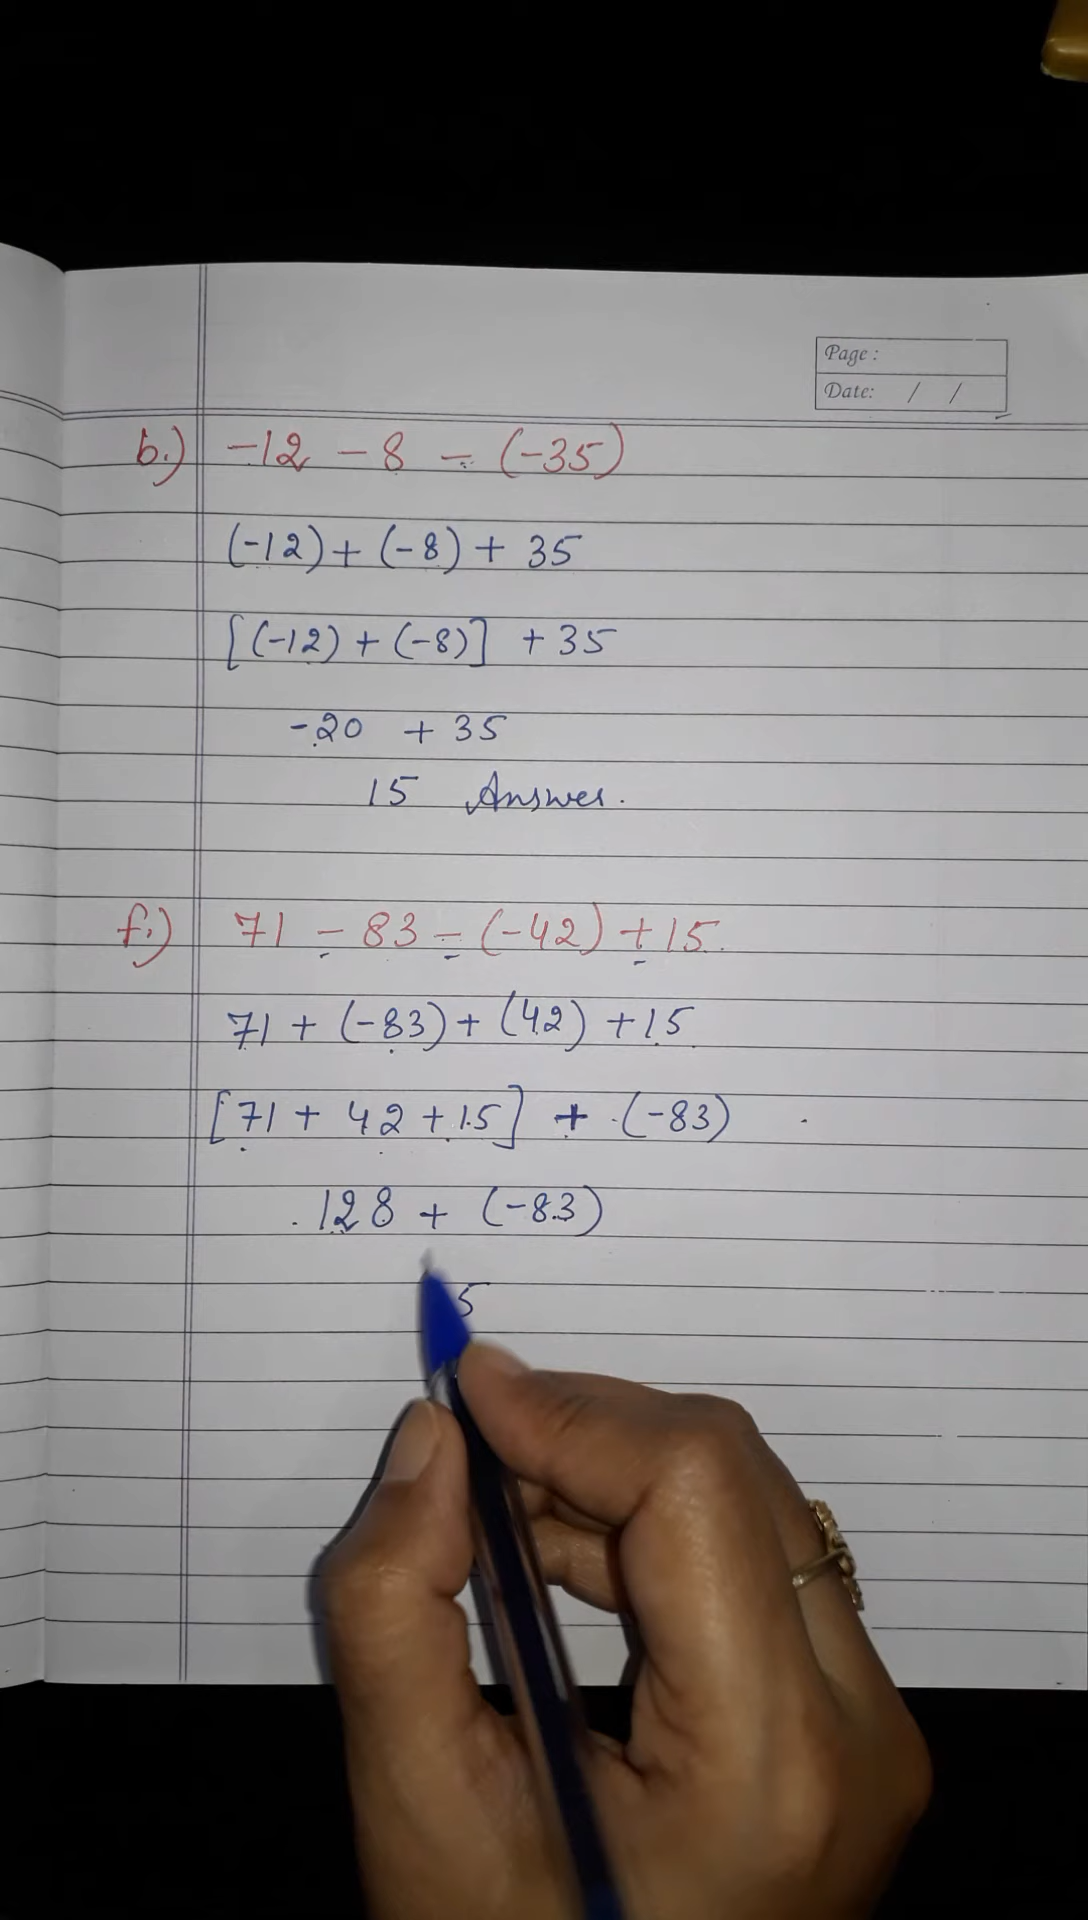 Page :
Date: / /
b.) -12 - 8 - (-35)
(-12) + (-8) + 35
[(-12) + (-8)] + 35
-20 + 35
15 Answer.
f.) 71 - 83 - (-42) + 15.
71 + (-83) + (42) + 15
[71 + 42 + 15] + (-83)
128 + (-83)
5